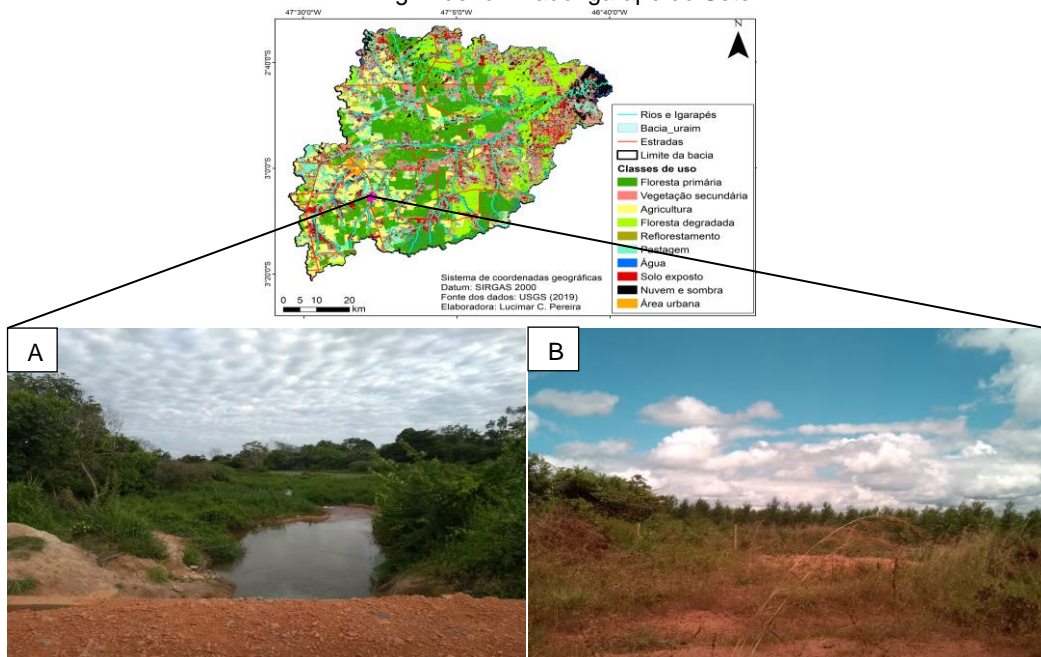 47°30'0"W 47°5'0"W 46°40'0"W
N
2°40'0"S
3°0'0"S
3°20'0"S
Rios e Igarapés
Bacia_uraim
Estradas
Limite da bacia
Classes de uso
Floresta primária
Vegetação secundária
Agricultura
Floresta degradada
Reflorestamento
Pastagem
Água
Solo exposto
Nuvem e sombra
Área urbana
Sistema de coordenadas geográficas
Datum: SIRGAS 2000
Fonte dos dados: USGS (2019)
Elaboradora: Lucimar C. Pereira
0 5 10 20
km
A
B